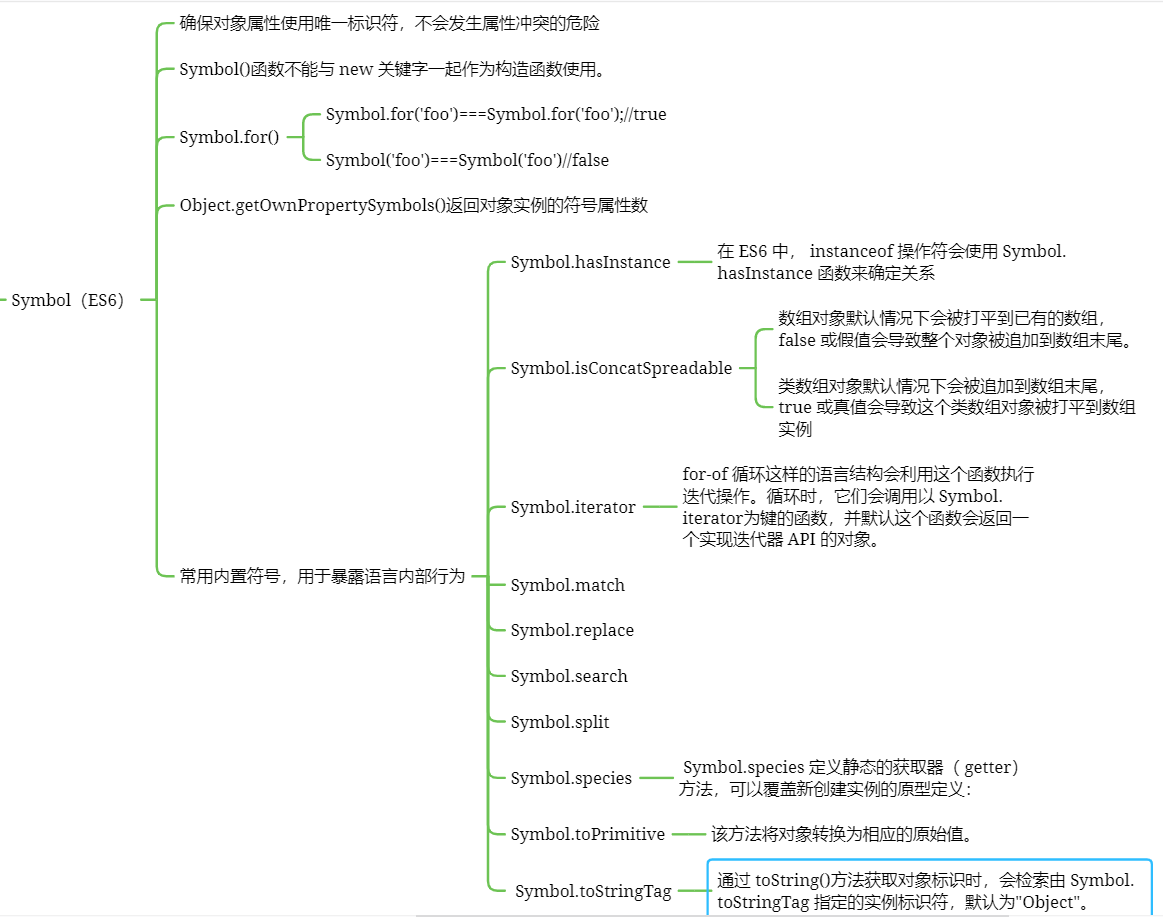 Symbol（ES6）
确保对象属性使用唯一标识符，不会发生属性冲突的危险
Symbol()函数不能与 new 关键字一起作为构造函数使用。
Symbol.for()
Symbol.for('foo')===Symbol.for('foo');//true
Symbol('foo')===Symbol('foo')//false
Object.getOwnPropertySymbols()返回对象实例的符号属性数
常用内置符号，用于暴露语言内部行为
Symbol.hasInstance
在 ES6 中， instanceof 操作符会使用 Symbol.
hasInstance 函数来确定关系
Symbol.isConcatSpreadable
数组对象默认情况下会被打平到已有的数组，
false 或假值会导致整个对象被追加到数组末尾。
类数组对象默认情况下会被追加到数组末尾，
true 或真值会导致这个类数组对象被打平到数组
实例
Symbol.iterator
for-of 循环这样的语言结构会利用这个函数执行
迭代操作。循环时，它们会调用以 Symbol.
iterator为键的函数，并默认这个函数会返回一
个实现迭代器 API 的对象。
Symbol.match
Symbol.replace
Symbol.search
Symbol.split
Symbol.species
Symbol.species 定义静态的获取器（ getter）
方法，可以覆盖新创建实例的原型定义：
Symbol.toPrimitive
该方法将对象转换为相应的原始值。
Symbol.toStringTag
通过 toString()方法获取对象标识时，会检索由 Symbol.
toStringTag 指定的实例标识符，默认为"Object"。